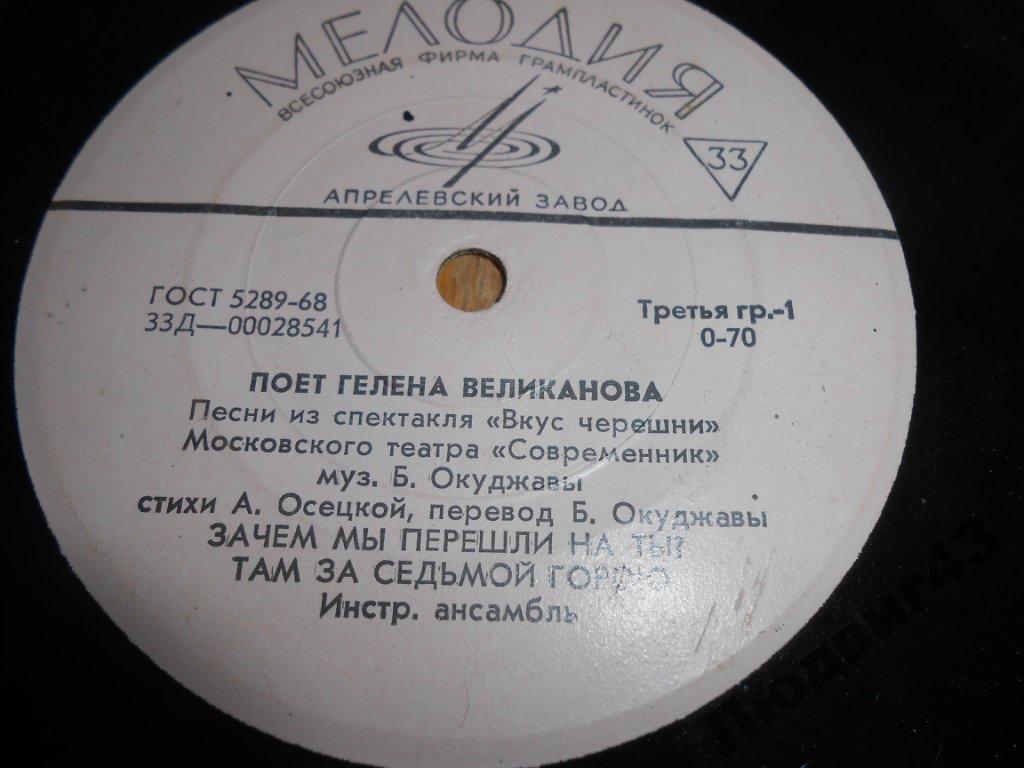 МЕЛОДИЯ
ВСЕСОЮЗНАЯ ФИРМА ГРАМПЛАСТИНОК
33
АПРЕЛЕВСКИЙ ЗАВОД
ГОСТ 5289-68
33Д—00028541
Третья гр.-1
0-70
ПОЕТ ГЕЛЕНА ВЕЛИКАНОВА
Песни из спектакля «Вкус черешни»
Московского театра «Современник»
муз. Б. Окуджавы
стихи А. Осецкой, перевод Б. Окуджавы
ЗАЧЕМ МЫ ПЕРЕШЛИ НА ТЫ?
ТАМ ЗА СЕДЬМОЙ ГОРОЮ
Инстр. ансамбль
Людвиг43